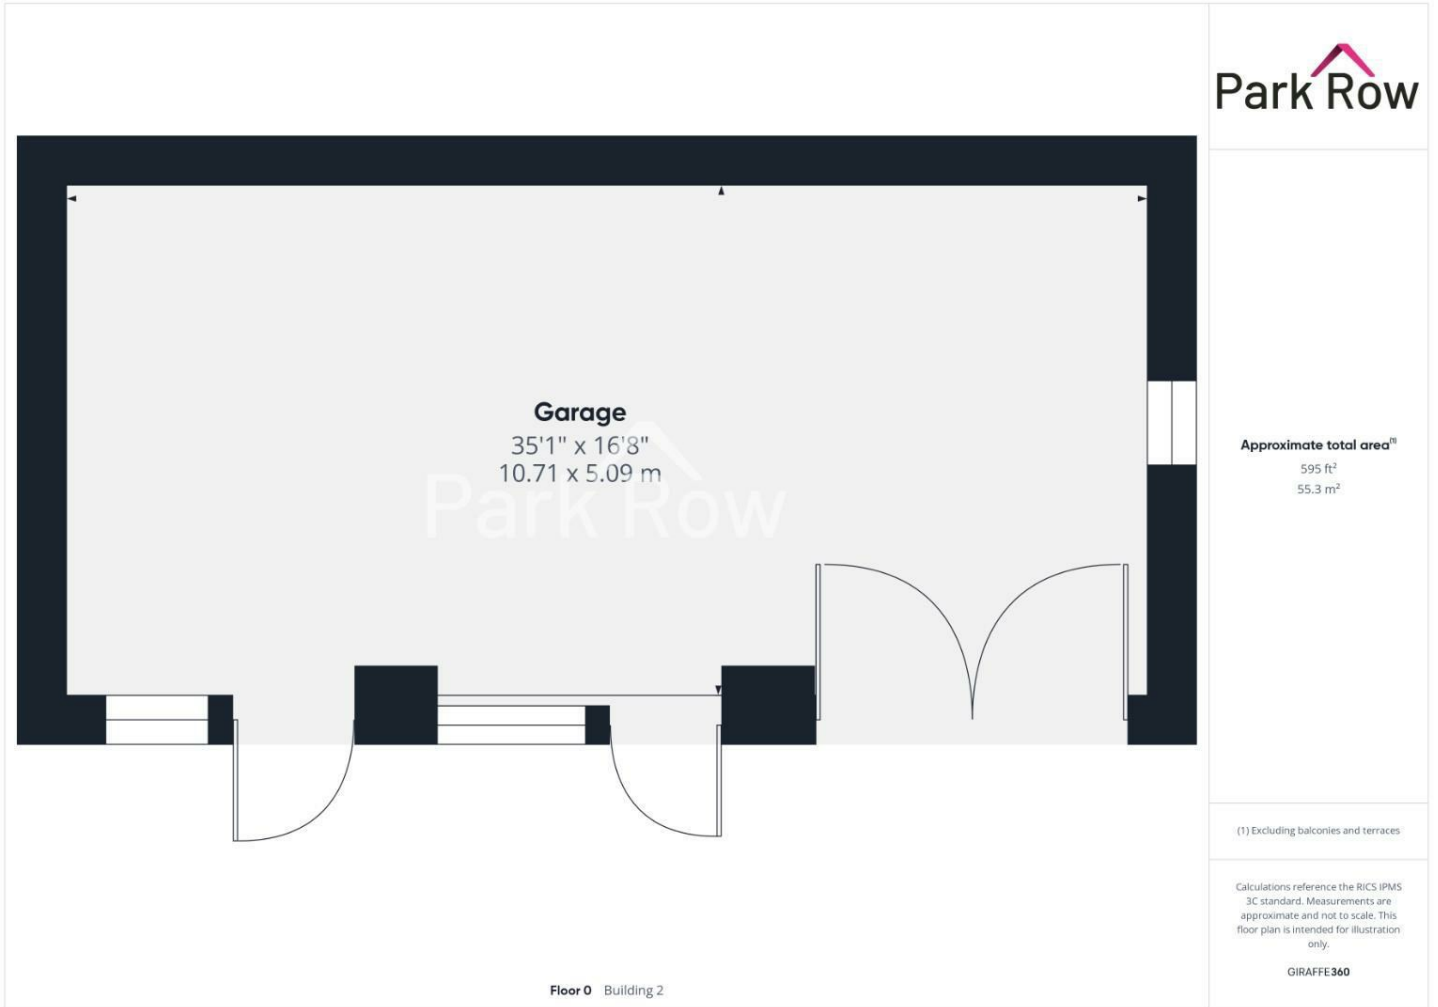 Park Row
Garage
35'1" x 16'8"
10.71 x 5.09 m
Park Row
Approximate total area⁽¹⁾
595 ft²
55.3 m²
(1) Excluding balconies and terraces
Calculations reference the RICS IPMS
3C standard. Measurements are
approximate and not to scale. This
floor plan is intended for illustration
only.
GIRAFFE360
Floor 0 Building 2